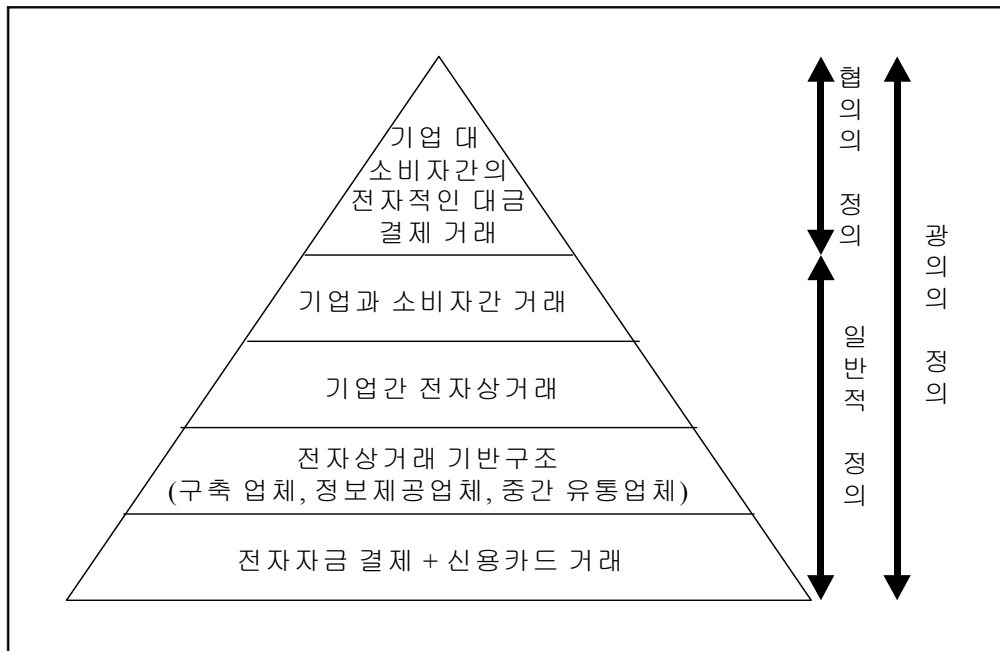 기업 대
소비자간의
전자적인 대금
결제 거래
기업과 소비자간 거래
기업간 전자상거래
전자상거래 기반구조
(구축 업체, 정보제공업체, 중간 유통업체)
전자자금 결제 + 신용카드 거래
협의의 정의
일반적 정의
광의의 정의